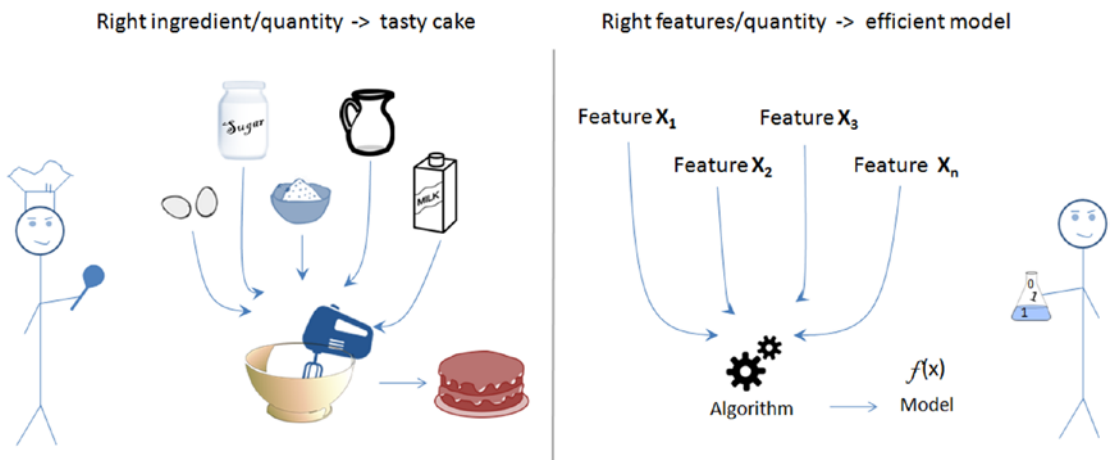 Right ingredient/quantity -> tasty cake
Sugar
MILK
Right features/quantity -> efficient model
Feature X₁
Feature X₃
Feature X₂
Feature Xₙ
0
1
1
f(x)
Algorithm
Model